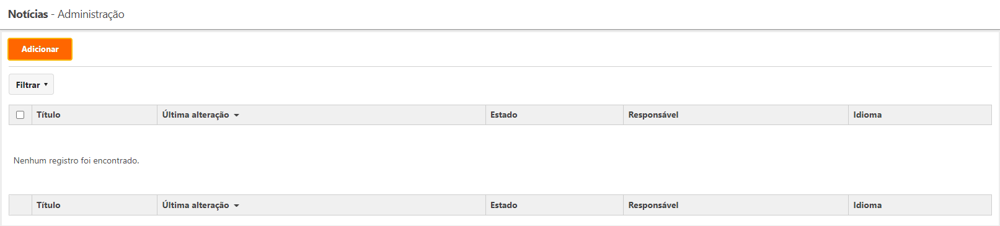 Notícias - Administração
Adicionar
Filtrar
Título Última alteração Estado Responsável Idioma
Nenhum registro foi encontrado.
Título Última alteração Estado Responsável Idioma